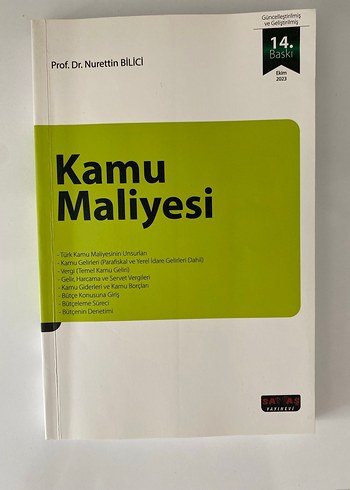 Güncelleştirilmiş
ve Geliştirilmiş
14.
Baskı
Ekim
2023
Prof. Dr. Nurettin BİLİCİ
Kamu
Maliyesi
- Türk Kamu Maliyesinin Unsurları
- Kamu Gelirleri (Parafiskal ve Yerel İdare Gelirleri Dahil)
- Vergi (Temel Kamu Geliri)
- Gelir, Harcama ve Servet Vergileri
- Kamu Giderleri ve Kamu Borçları
- Bütçe Konusuna Giriş
- Bütçeleme Süreci
- Bütçenin Denetimi
SAVAŞ
YAYINEVİ